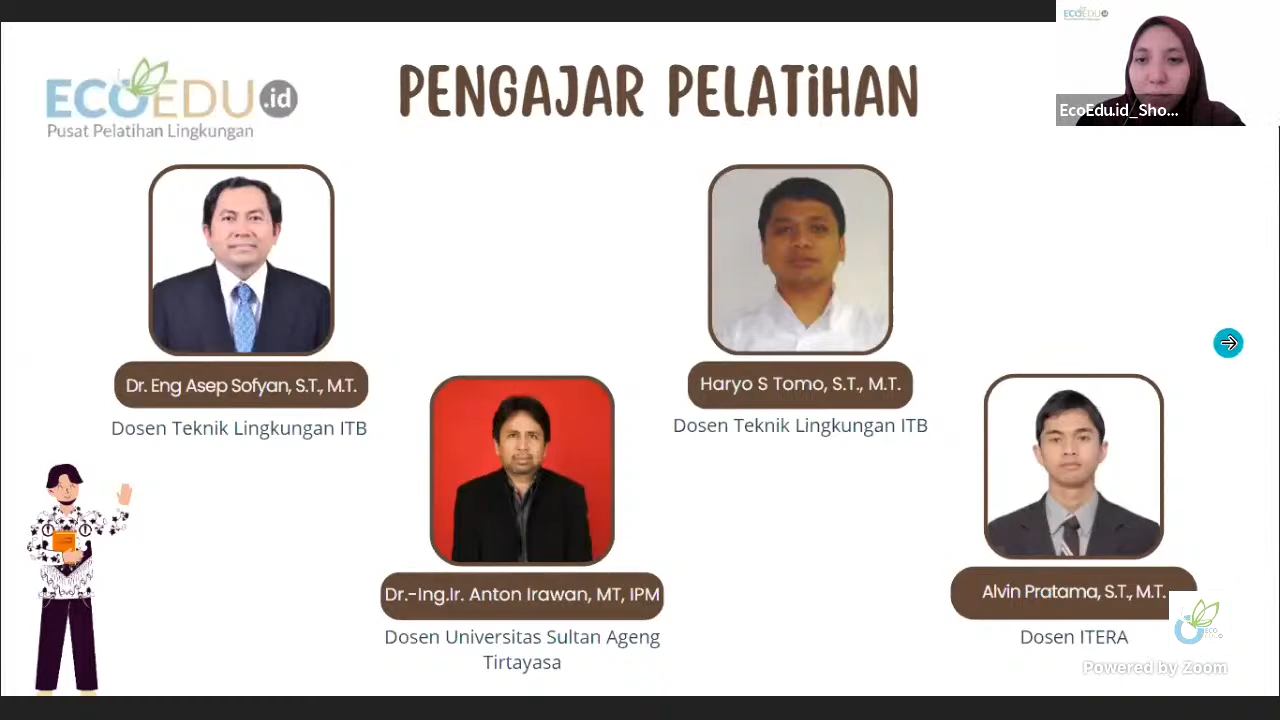 ECOEDU.id
Pusat Pelatihan Lingkungan
PENGAJAR PELATiHAN
EcoEdu.id_Sho...
Dr. Eng Asep Sofyan, S.T., M.T.
Dosen Teknik Lingkungan ITB
Haryo S Tomo, S.T., M.T.
Dosen Teknik Lingkungan ITB
Dr.-Ing.Ir. Anton Irawan, MT, IPM
Dosen Universitas Sultan Ageng
Tirtayasa
Alvin Pratama, S.T., M.T.
Dosen ITERA
Powered by Zoom